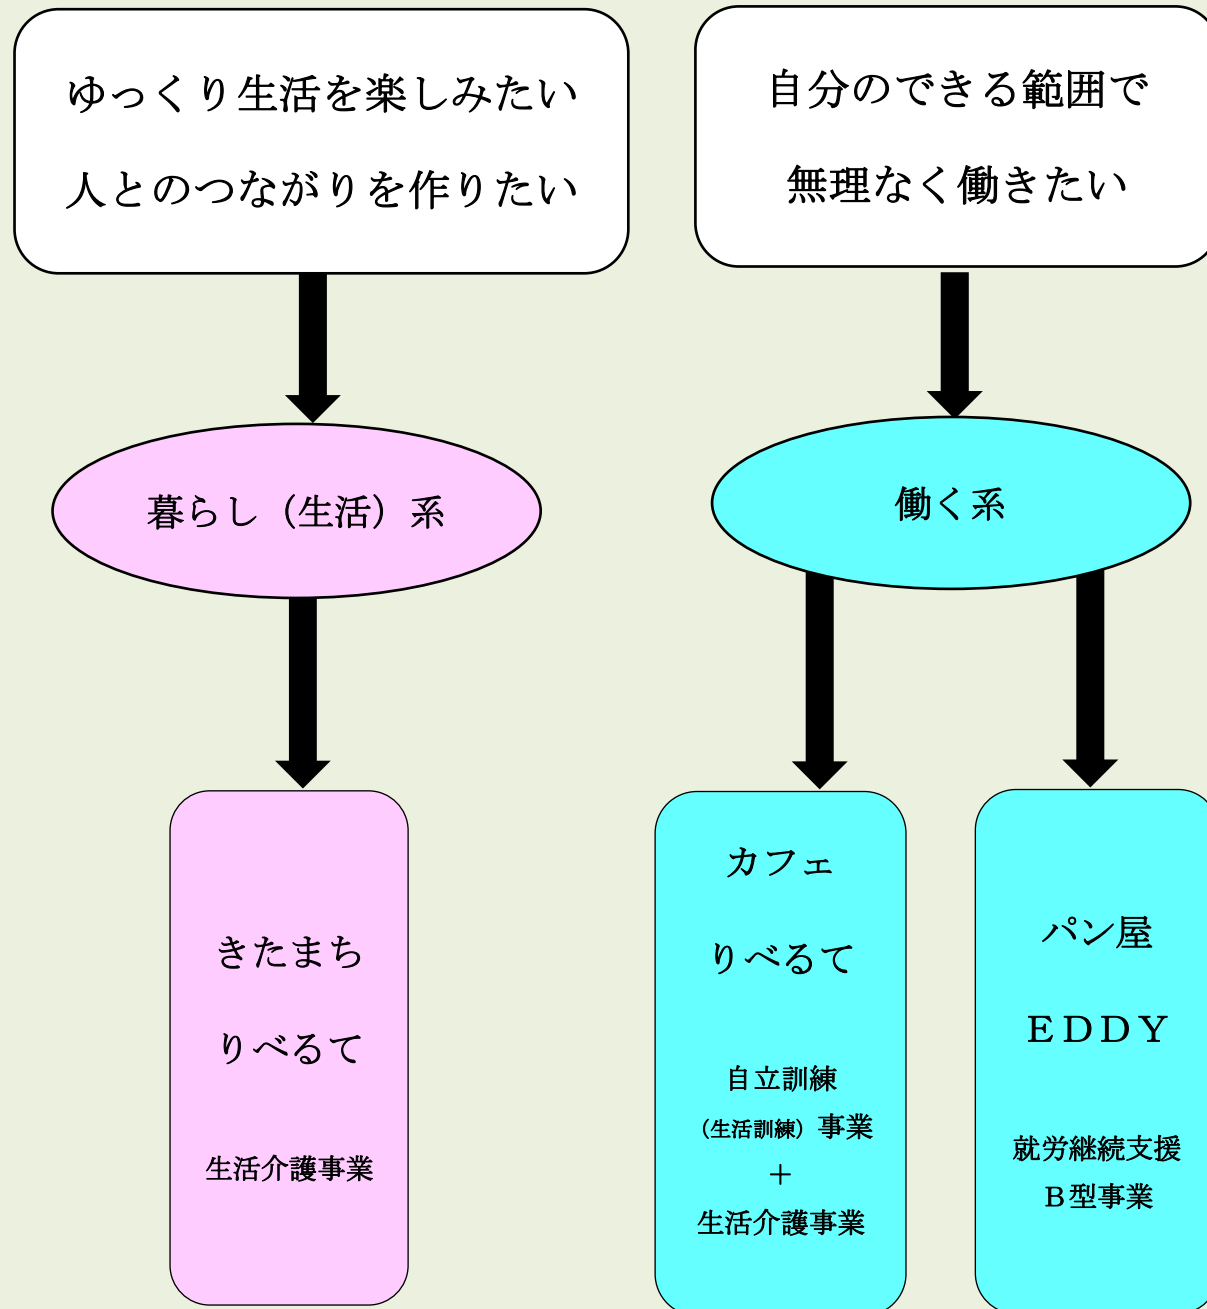 ゆっくり生活を楽しみたい
人とのつながりを作りたい
自分のできる範囲で
無理なく働きたい
暮らし（生活）系
働く系
きたまち
りべるて
生活介護事業
カフェ
りべるて
自立訓練
（生活訓練）事業
＋
生活介護事業
パン屋
ＥＤＤＹ
就労継続支援
Ｂ型事業